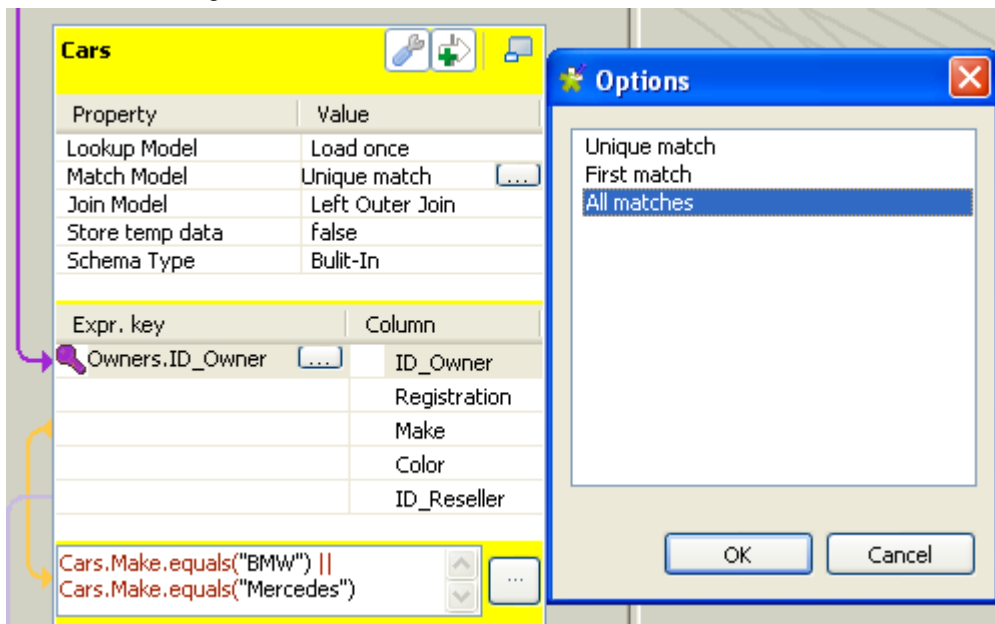 Cars
Property Value
Lookup Model Load once
Match Model Unique match ...
Join Model Left Outer Join
Store temp data false
Schema Type Bulit-In
Expr. key Column
Owners.ID_Owner ... ID_Owner
Registration
Make
Color
ID_Reseller
Cars.Make.equals("BMW") ||
Cars.Make.equals("Mercedes")
...
Options
Unique match
First match
All matches
OK Cancel